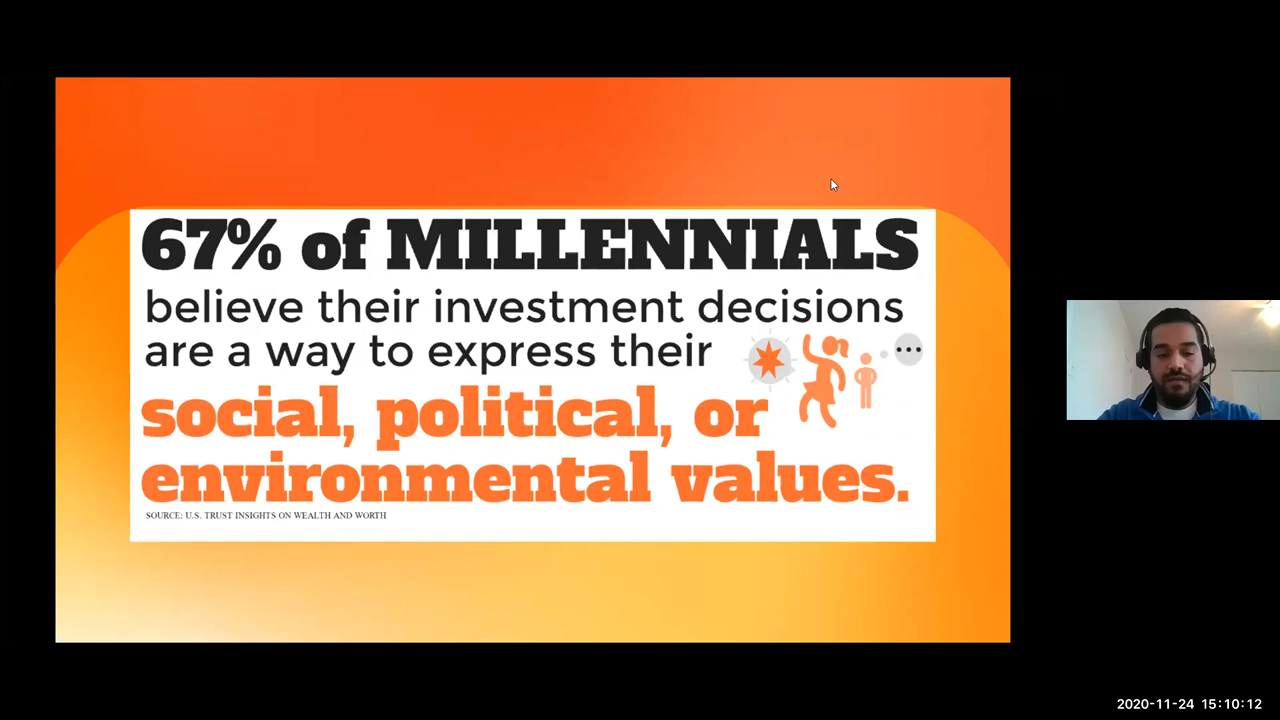 67% of MILLENNIALS
believe their investment decisions
are a way to express their
social, political, or
environmental values.
SOURCE: U.S. TRUST INSIGHTS ON WEALTH AND WORTH
2020-11-24 15:10:12